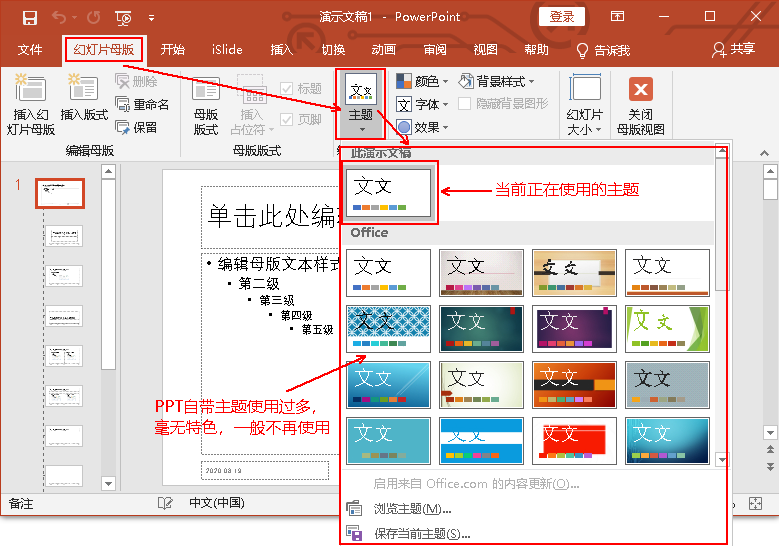 演示文稿1 - PowerPoint
登录
文件 幻灯片母版 开始 iSlide 插入 切换 动画 审阅 视图 帮助 告诉我 共享
插入幻灯片母版
插入版式
删除
重命名
保留
编辑母版
母版版式
插入占位符
标题
页脚
母版版式
主题
颜色
字体
效果
背景样式
隐藏背景图形
幻灯片大小
关闭母版视图
此演示文稿
文文
当前正在使用的主题
Office
文文 文文 文文 文文
文文 文文 文文 文文
文文 文文 文文 文文
文文 文文 文文 文文
启用来自 Office.com 的内容更新(O)...
浏览主题(M)...
保存当前主题(S)...
1
单击此处编
• 编辑母版文本样式
• 第二级
• 第三级
• 第四级
• 第五级
PPT自带主题使用过多，
毫无特色，一般不再使用
2020 08 19
备注
中文(中国)